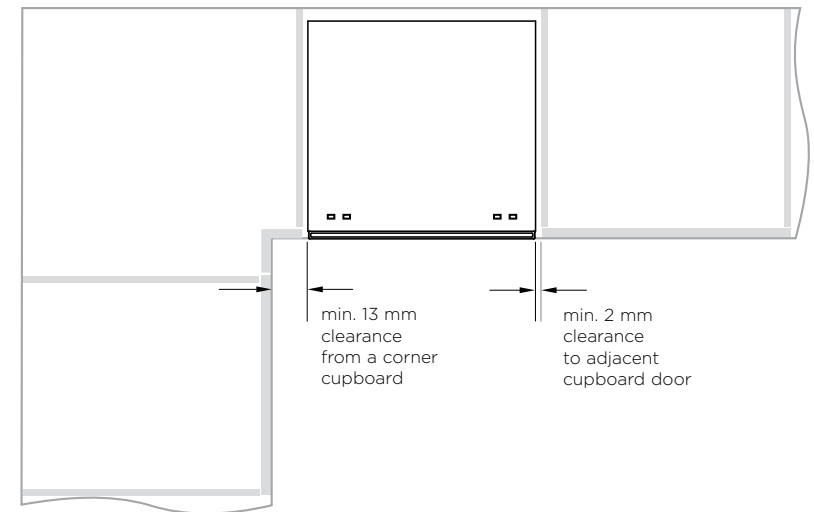 min. 13 mm
clearance
from a corner
cupboard
min. 2 mm
clearance
to adjacent
cupboard door